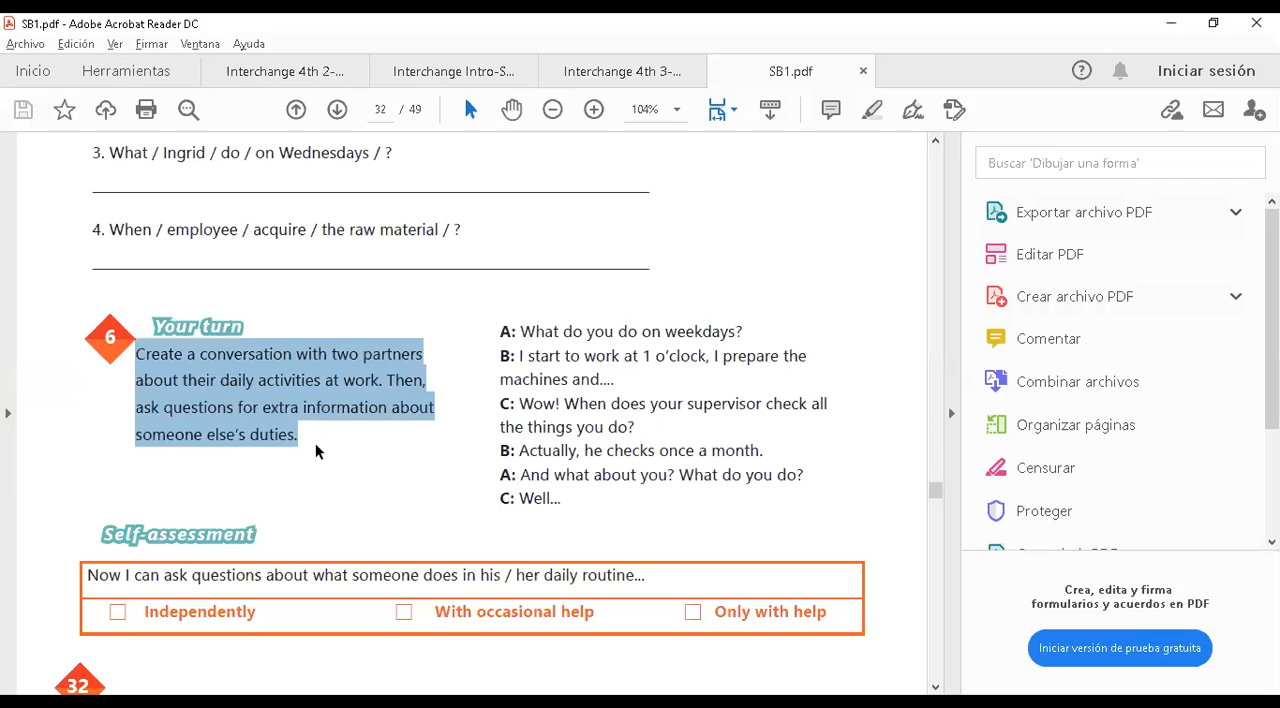 SB1.pdf - Adobe Acrobat Reader DC
Archivo Edición Ver Firmar Ventana Ayuda
Inicio Herramientas Interchange 4th 2-... Interchange Intro-S... Interchange 4th 3-... SB1.pdf × Iniciar sesión
32 / 49 104%
3. What / Ingrid / do / on Wednesdays / ?
4. When / employee / acquire / the raw material / ?
6 Your turn
Create a conversation with two partners
about their daily activities at work. Then,
ask questions for extra information about
someone else's duties.
A: What do you do on weekdays?
B: I start to work at 1 o'clock, I prepare the
machines and....
C: Wow! When does your supervisor check all
the things you do?
B: Actually, he checks once a month.
A: And what about you? What do you do?
C: Well...
Self-assessment
Now I can ask questions about what someone does in his / her daily routine...
Independently With occasional help Only with help
32
Buscar 'Dibujar una forma'
Exportar archivo PDF
Editar PDF
Crear archivo PDF
Comentar
Combinar archivos
Organizar páginas
Censurar
Proteger
Crea, edita y firma
formularios y acuerdos en PDF
Iniciar versión de prueba gratuita